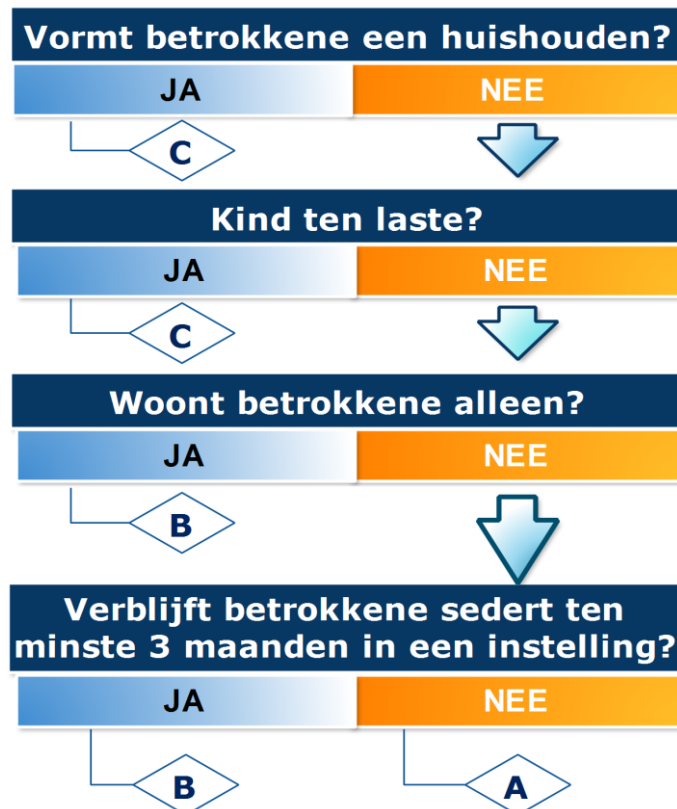 Vormt betrokkene een huishouden?
JA NEE
C
Kind ten laste?
JA NEE
C
Woont betrokkene alleen?
JA NEE
B
Verblijft betrokkene sedert ten
minste 3 maanden in een instelling?
JA NEE
B A